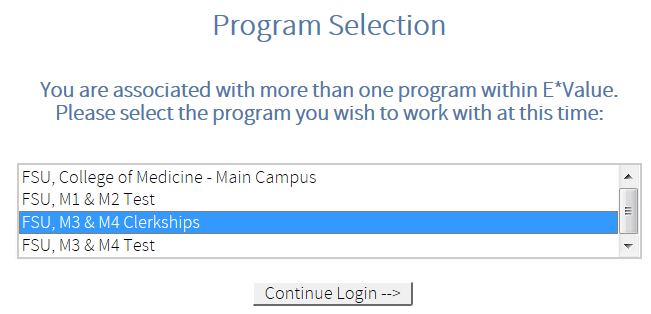 Program Selection
You are associated with more than one program within E*Value.
Please select the program you wish to work with at this time:
FSU, College of Medicine - Main Campus
FSU, M1 & M2 Test
FSU, M3 & M4 Clerkships
FSU, M3 & M4 Test
Continue Login -->